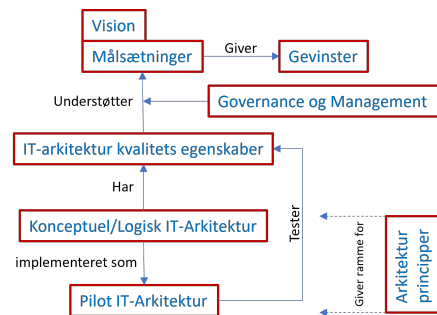 Vision
Målsætninger
Giver
Gevinster
Understøtter
Governance og Management
IT-arkitektur kvalitets egenskaber
Har
Konceptuel/Logisk IT-Arkitektur
implementeret som
Pilot IT-Arkitektur
Tester
Giver ramme for
Arkitektur
principper